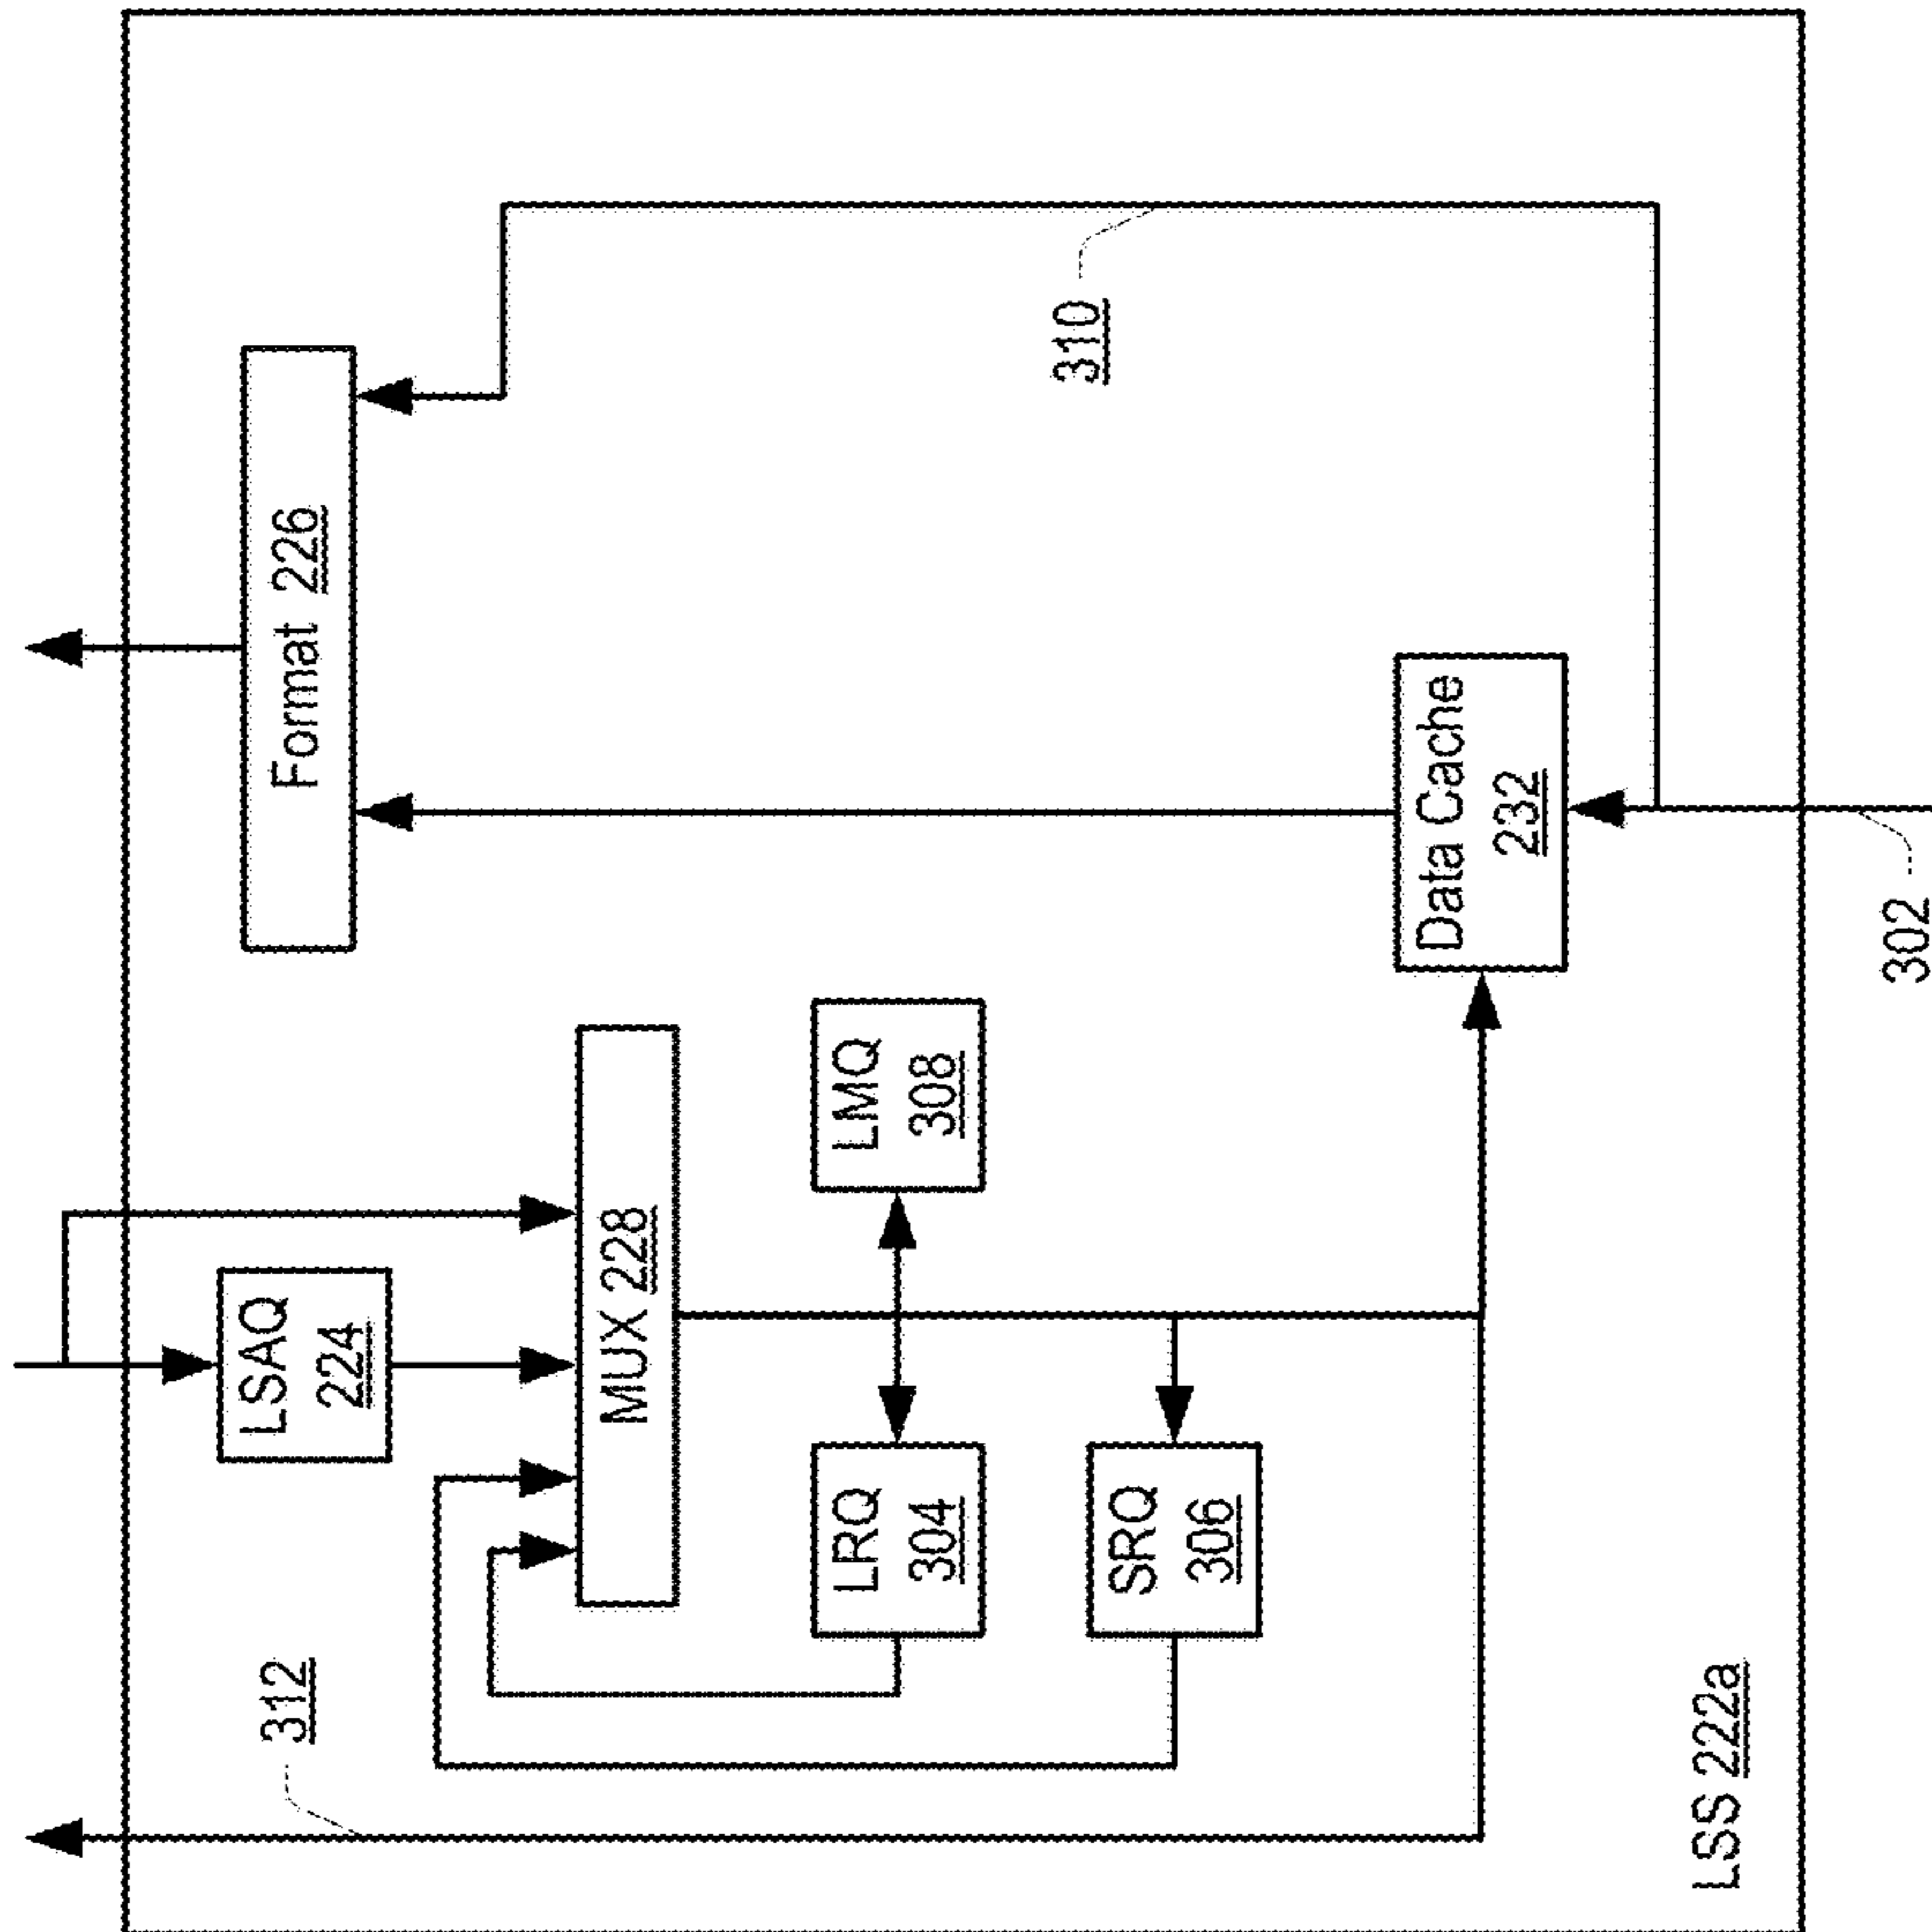 312
LSAQ
224
Format 226
MUX 228
LRQ
304
LMQ
308
SRQ
306
310
Data Cache
232
LSS 222a
302